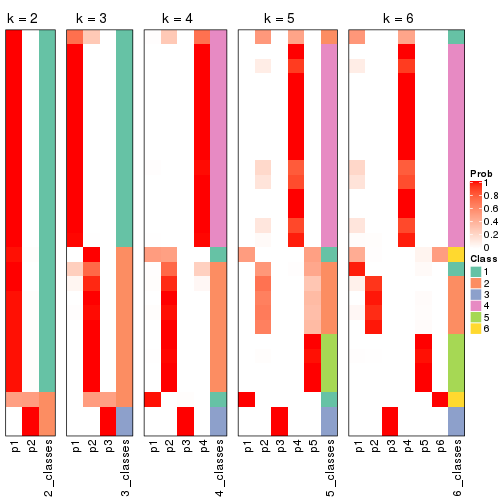 k = 2
k = 3
k = 4
k = 5
k = 6
Prob
1
0.8
0.6
0.4
0.2
0
Class
1
2
3
4
5
6
p1
p2
2_classes
p1
p2
p3
3_classes
p1
p2
p3
p4
4_classes
p1
p2
p3
p4
p5
5_classes
p1
p2
p3
p4
p5
p6
6_classes